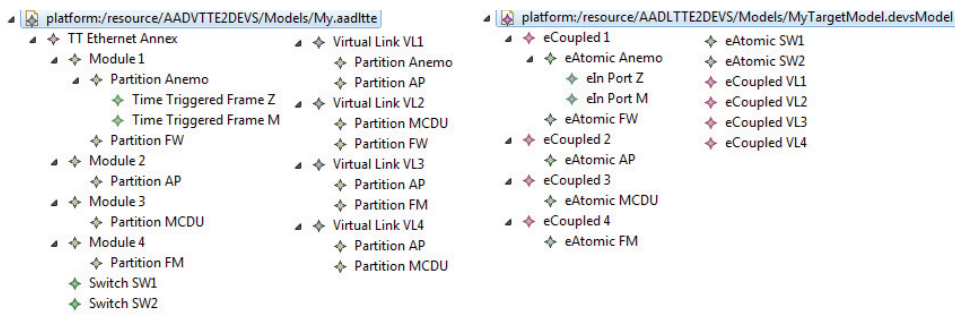 platform:/resource/AADVTTE2DEVS/Models/My.aadltte
TT Ethernet Annex
Module 1
Partition Anemo
Time Triggered Frame Z
Time Triggered Frame M
Partition FW
Module 2
Partition AP
Module 3
Partition MCDU
Module 4
Partition FM
Switch SW1
Switch SW2
Virtual Link VL1
Partition Anemo
Partition AP
Virtual Link VL2
Partition MCDU
Partition FW
Virtual Link VL3
Partition AP
Partition FM
Virtual Link VL4
Partition AP
Partition MCDU
platform:/resource/AADLTTE2DEVS/Models/MyTargetModel.devsModel
eCoupled 1
eAtomic Anemo
eIn Port Z
eIn Port M
eAtomic FW
eCoupled 2
eAtomic AP
eCoupled 3
eAtomic MCDU
eCoupled 4
eAtomic FM
eAtomic SW1
eAtomic SW2
eCoupled VL1
eCoupled VL2
eCoupled VL3
eCoupled VL4